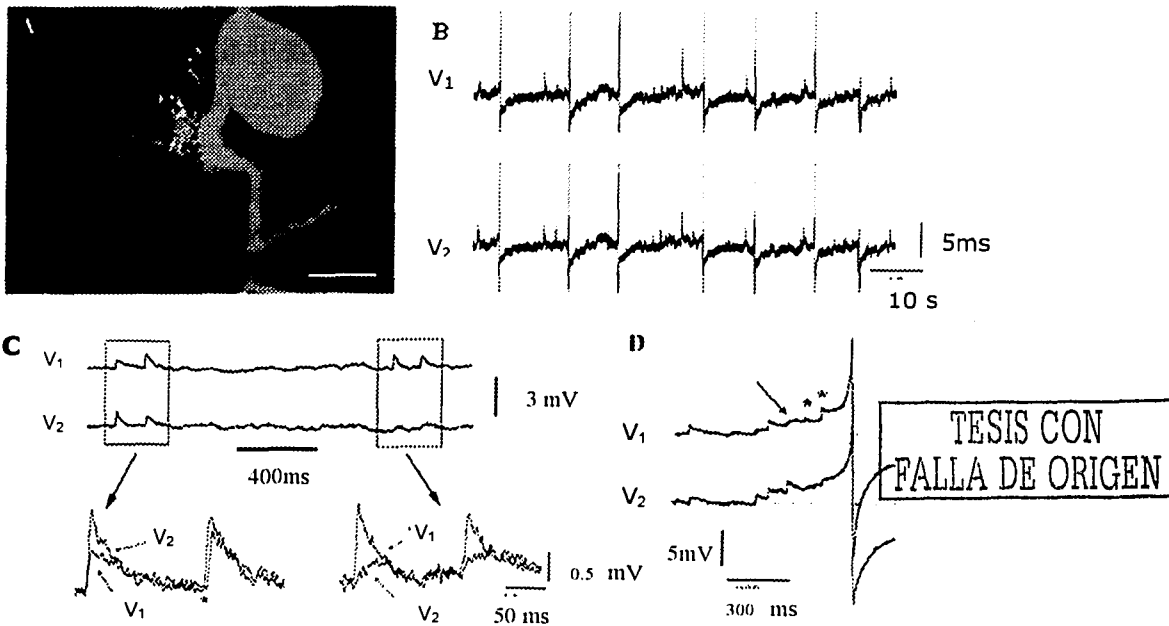 B
V₁
V₂
5ms
10 s
C
V₁
V₂
3 mV
400ms
V₂
V₁
V₁
V₂
0.5 mV
50 ms
D
V₁
V₂
5mV
300 ms
TESIS CON
FALLA DE ORIGEN